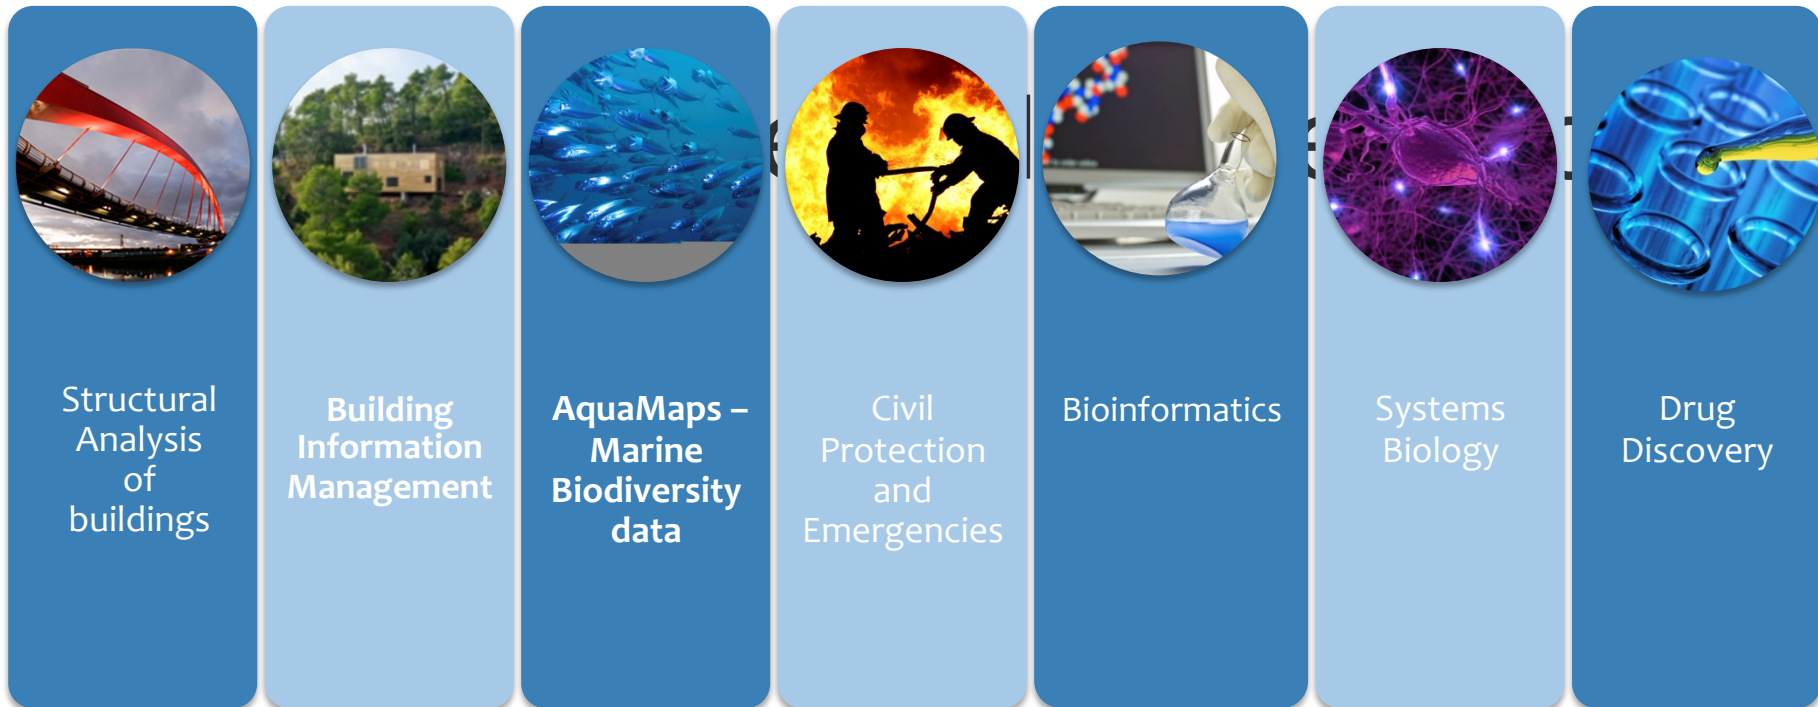 Structural
Analysis
of
buildings
Building
Information
Management
AquaMaps –
Marine
Biodiversity
data
Civil
Protection
and
Emergencies
Bioinformatics
Systems
Biology
Drug
Discovery